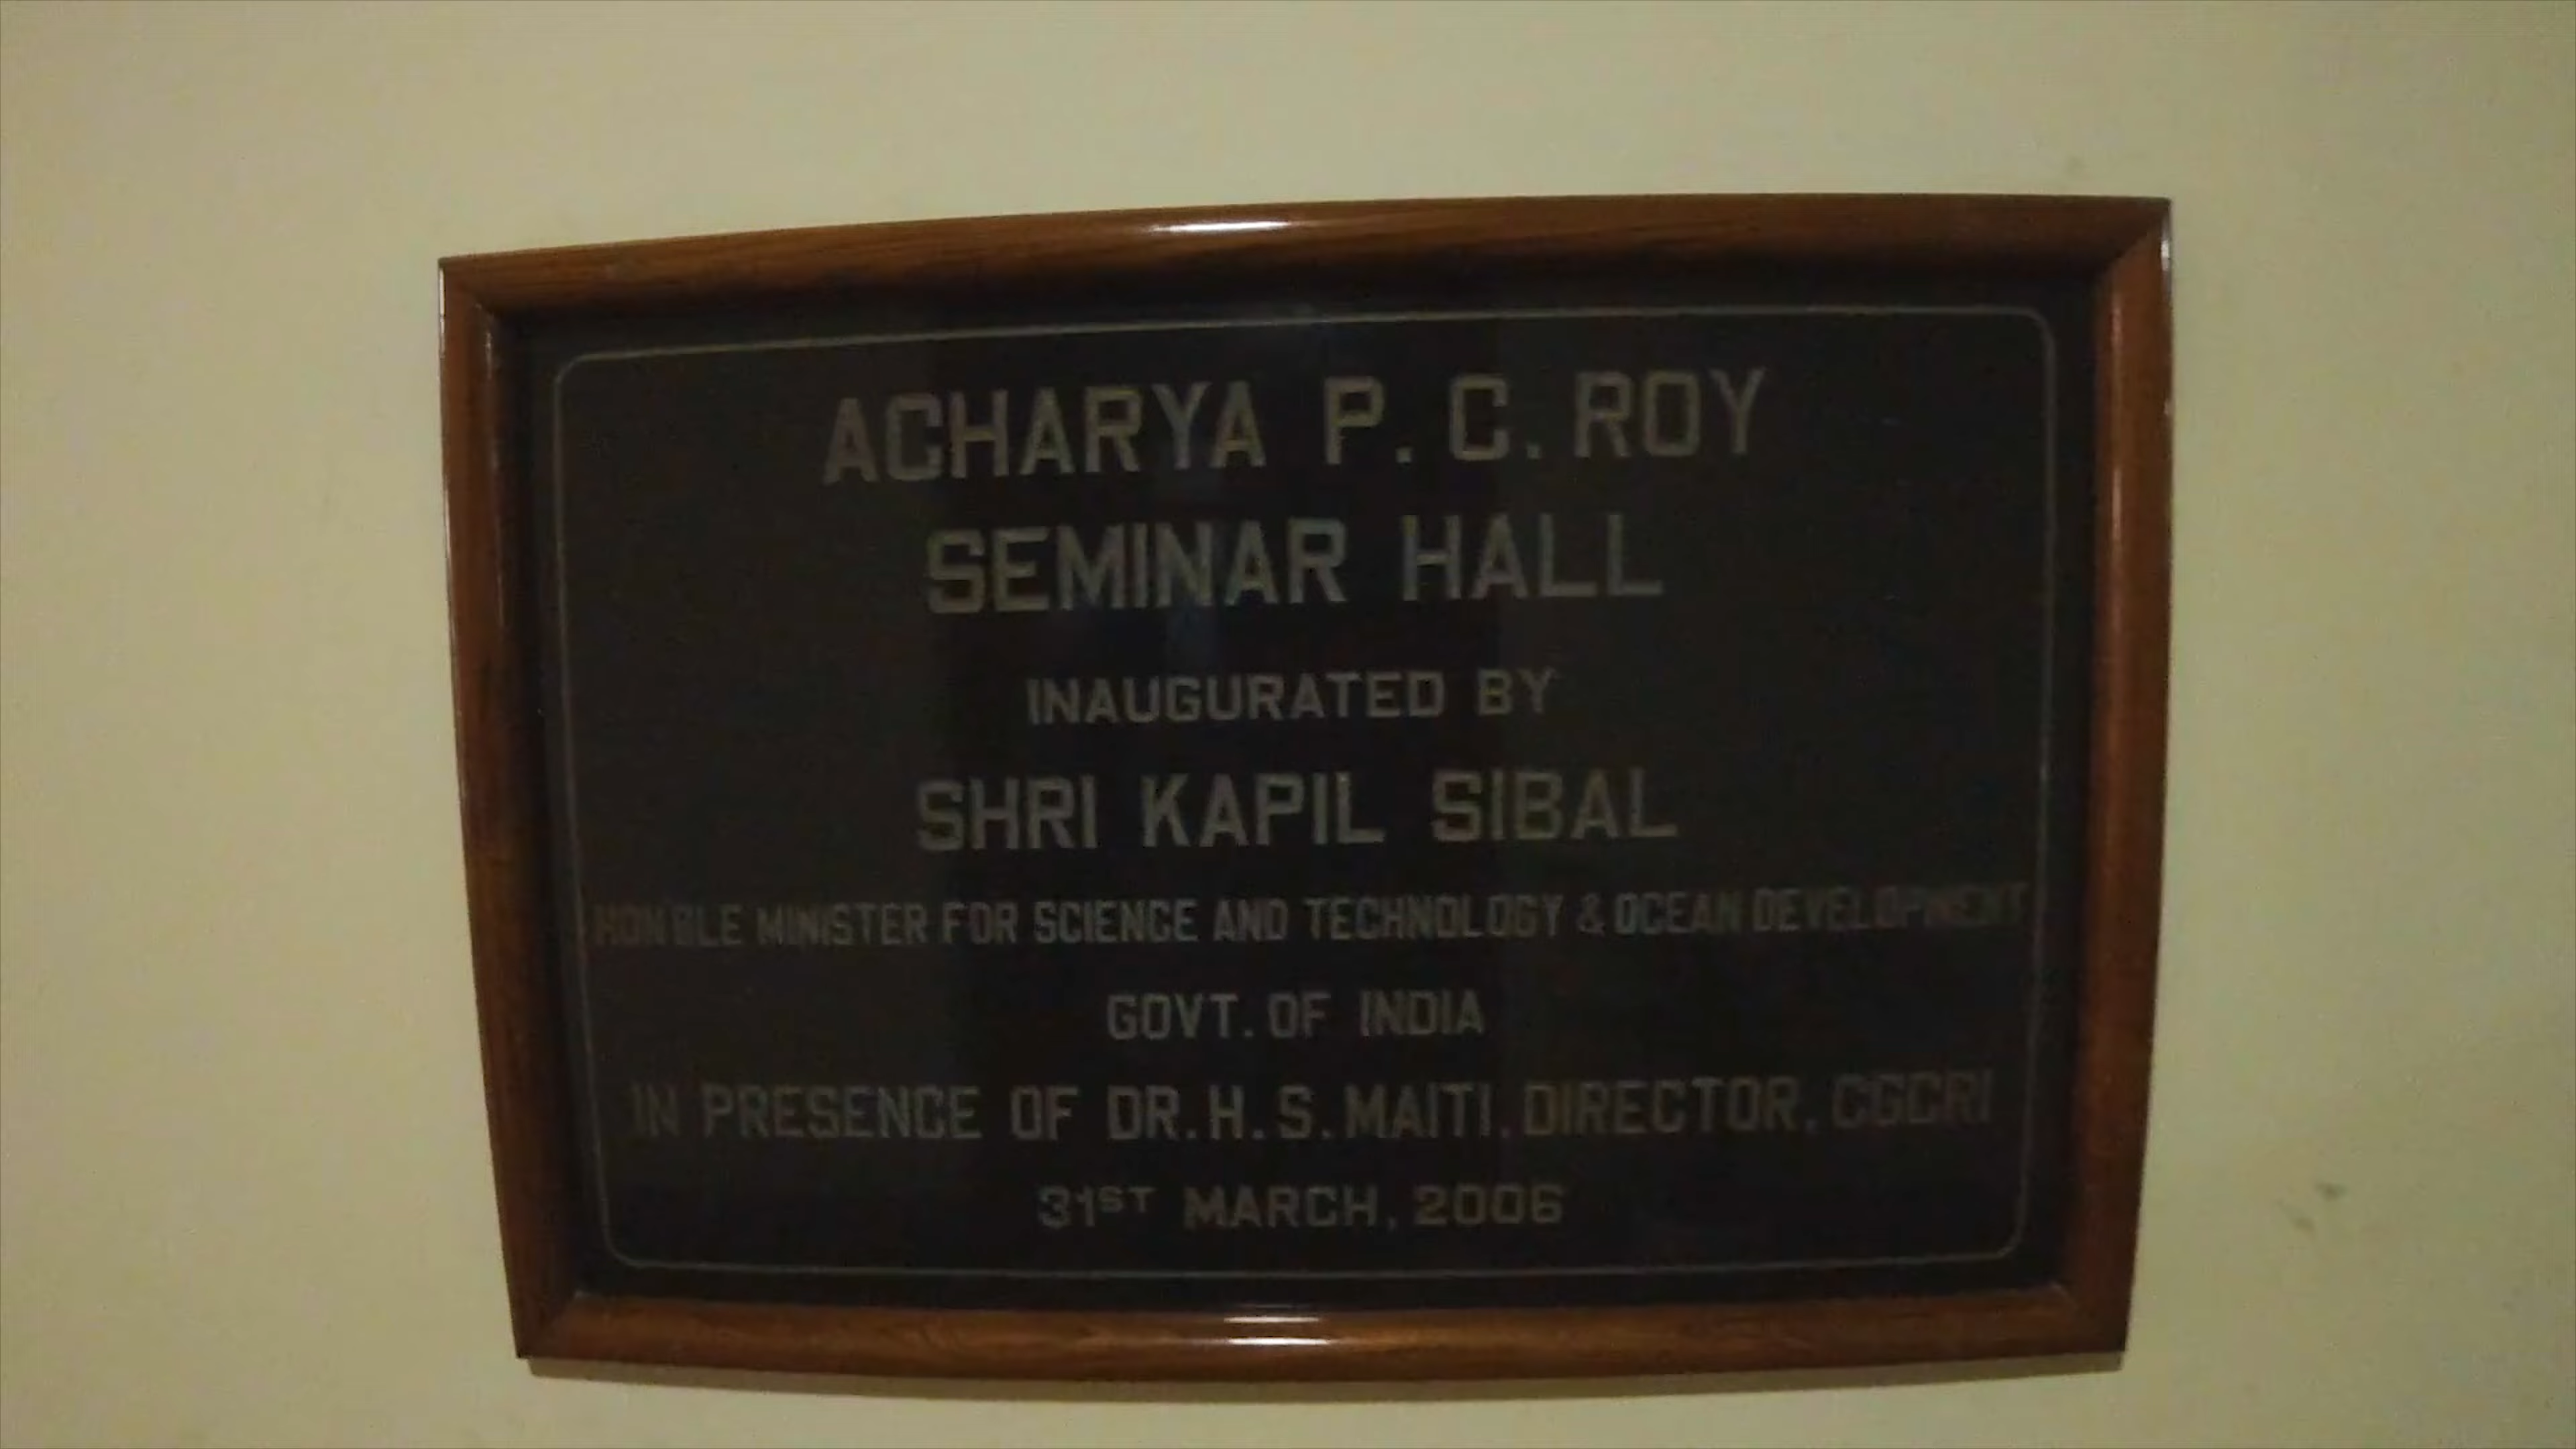 ACHARYA P. C. ROY
SEMINAR HALL
INAUGURATED BY
SHRI KAPIL SIBAL
HON'BLE MINISTER FOR SCIENCE AND TECHNOLOGY & OCEAN DEVELOPMENT
GOVT. OF INDIA
IN PRESENCE OF DR. H. S. MAITI, DIRECTOR, CGCRI
31ST MARCH, 2006